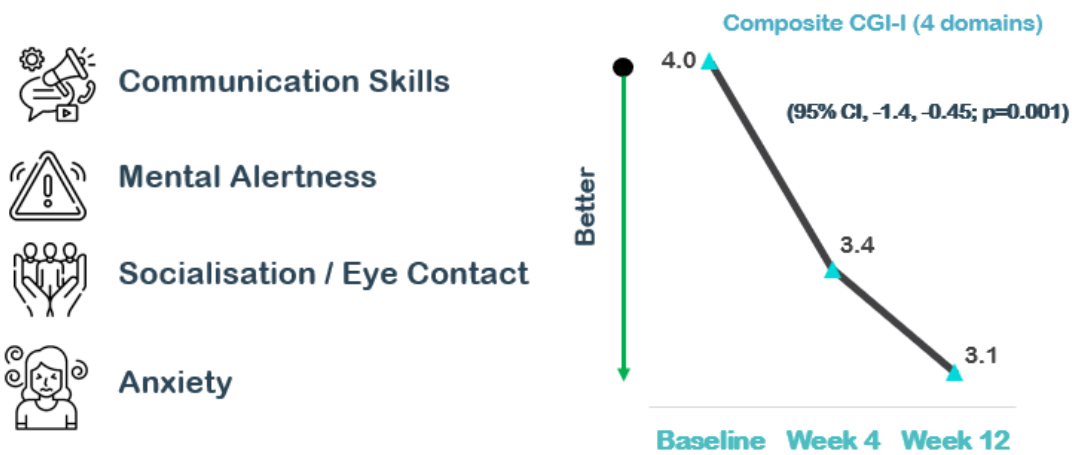 Communication Skills
Mental Alertness
Socialisation / Eye Contact
Anxiety
Composite CGI-I (4 domains)
4.0
(95% CI, -1.4, -0.45; p=0.001)
Better
3.4
3.1
Baseline Week 4 Week 12